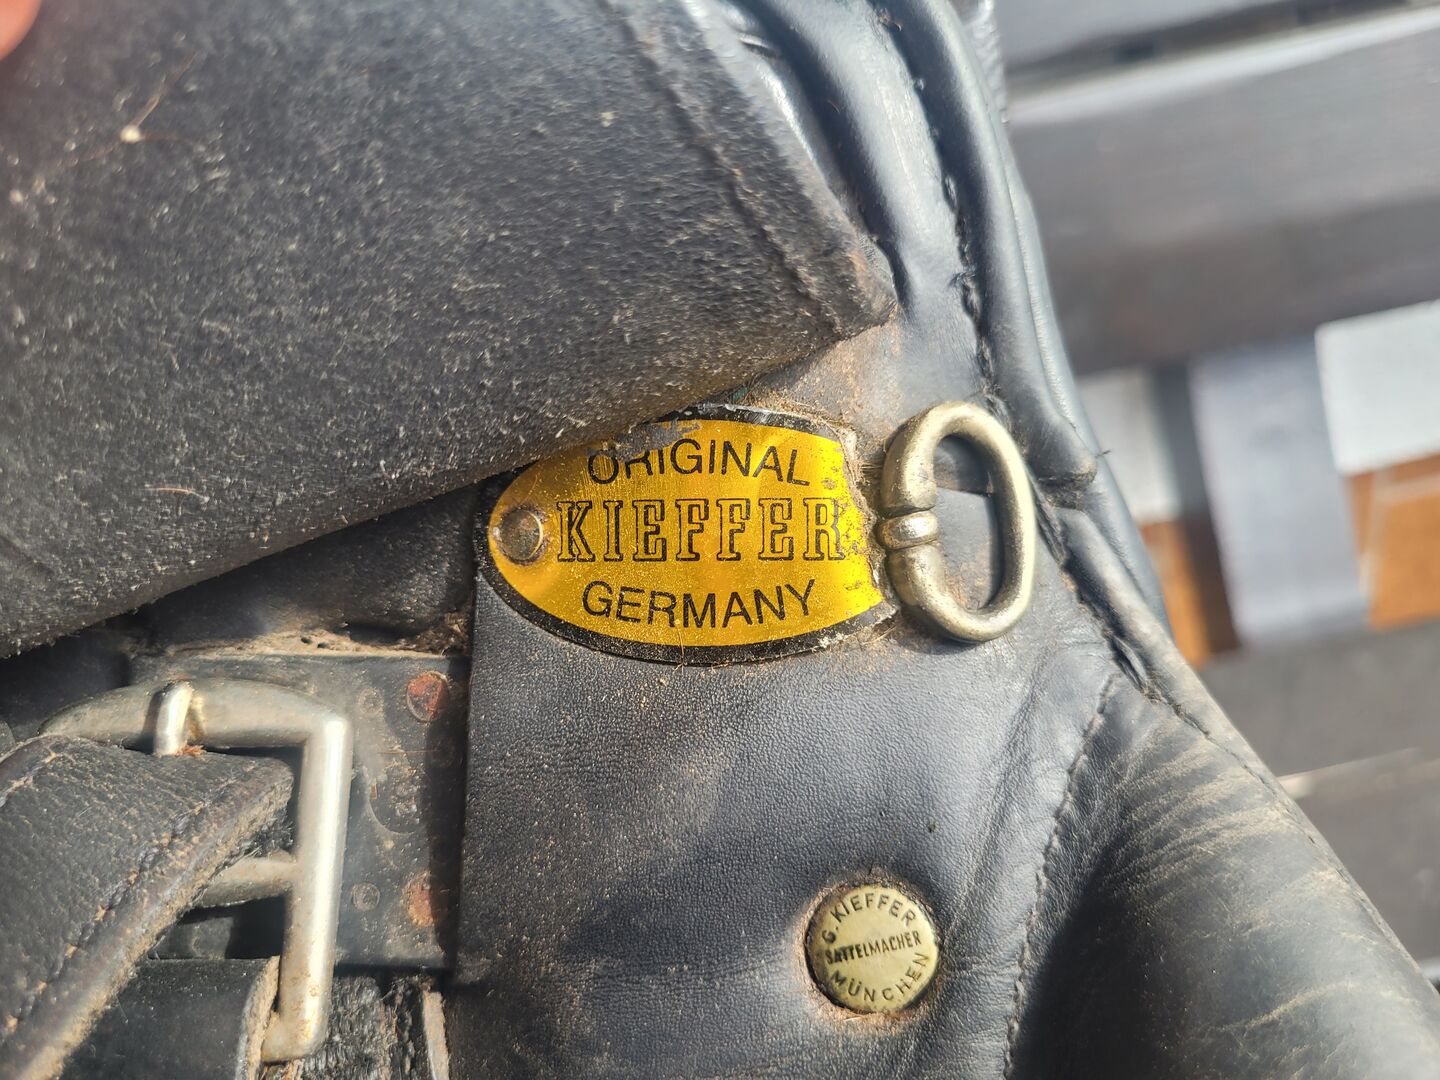 ORIGINAL
KIEFFER
GERMANY
G. KIEFFER
SATTELMACHER
MÜNCHEN